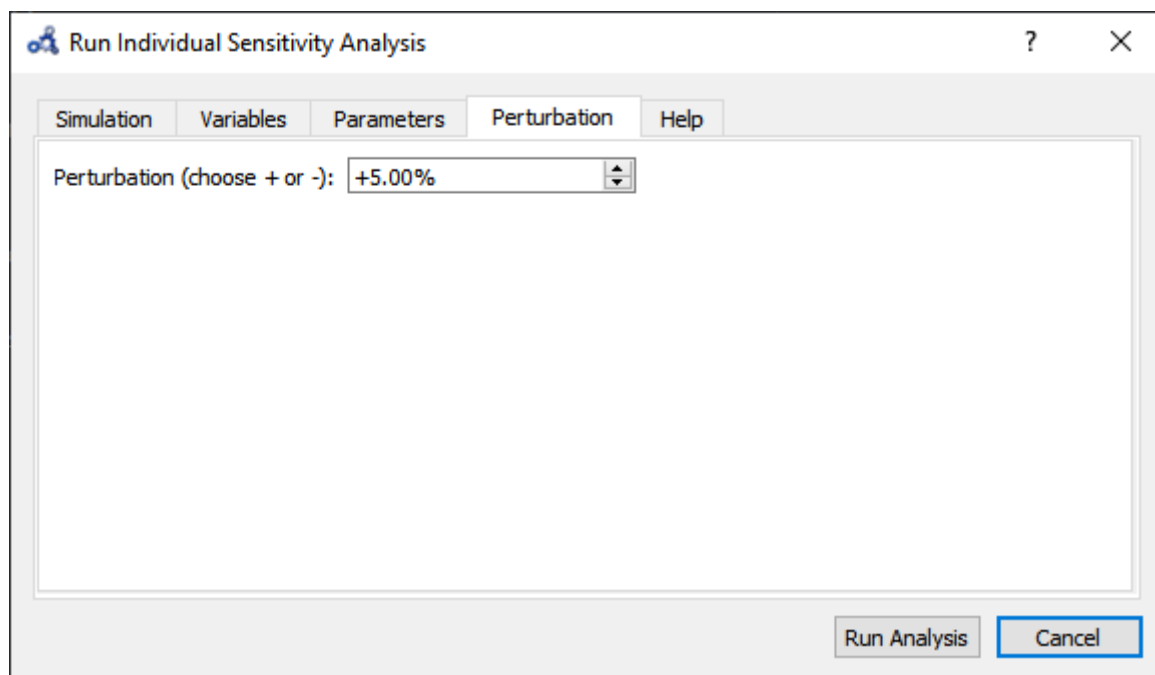 Run Individual Sensitivity Analysis ?
Simulation Variables Parameters Perturbation Help
Perturbation (choose + or -): +5.00%
Run Analysis Cancel